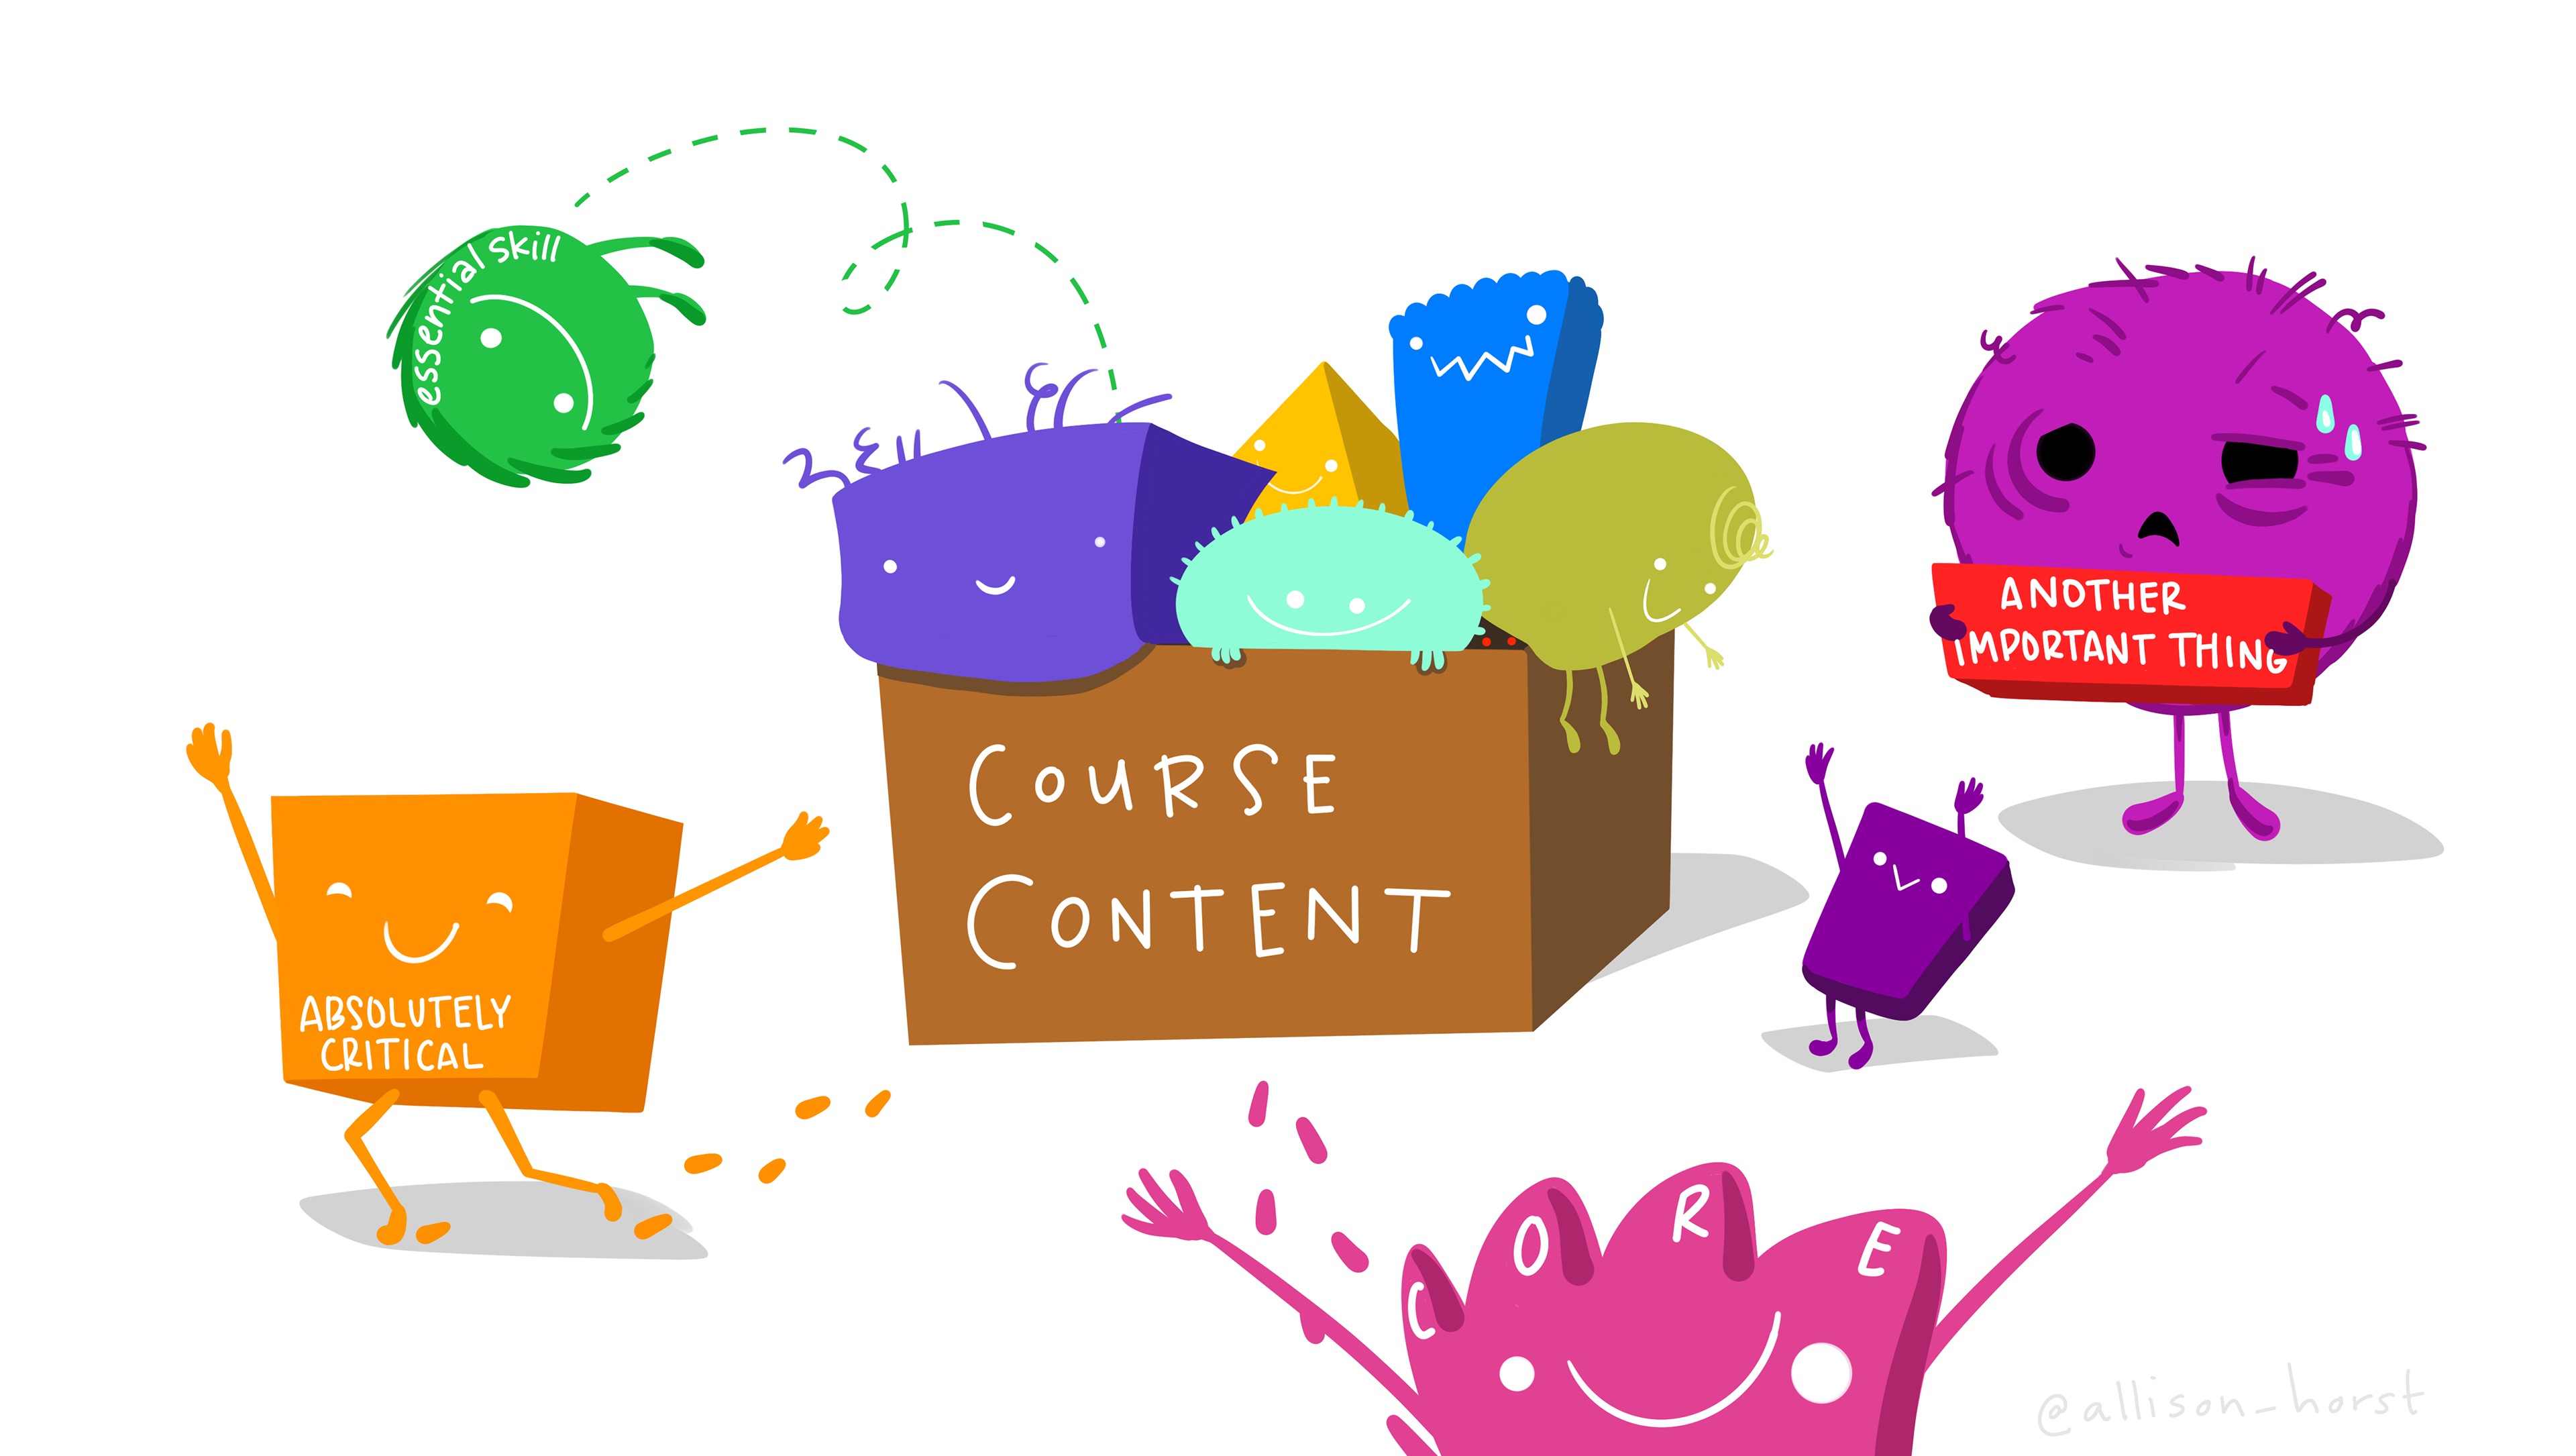 essential skill
ANOTHER
IMPORTANT THING
COURSE
CONTENT
ABSOLUTELY
CRITICAL
CORE
@allison_horst